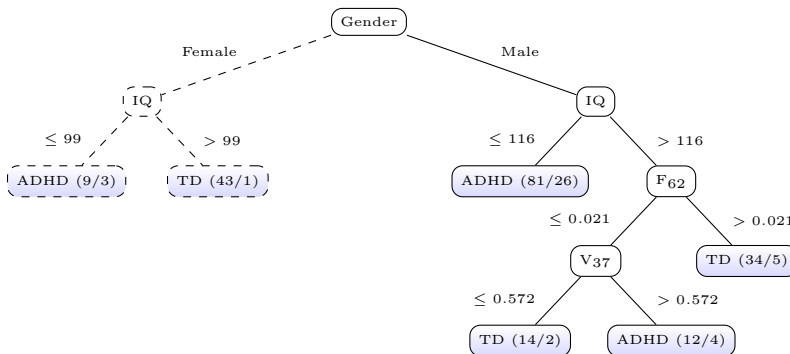 Gender
Female
Male
IQ
IQ
≤ 99
> 99
≤ 116
> 116
ADHD (9/3)
TD (43/1)
ADHD (81/26)
F62
≤ 0.021
> 0.021
V37
TD (34/5)
≤ 0.572
> 0.572
TD (14/2)
ADHD (12/4)